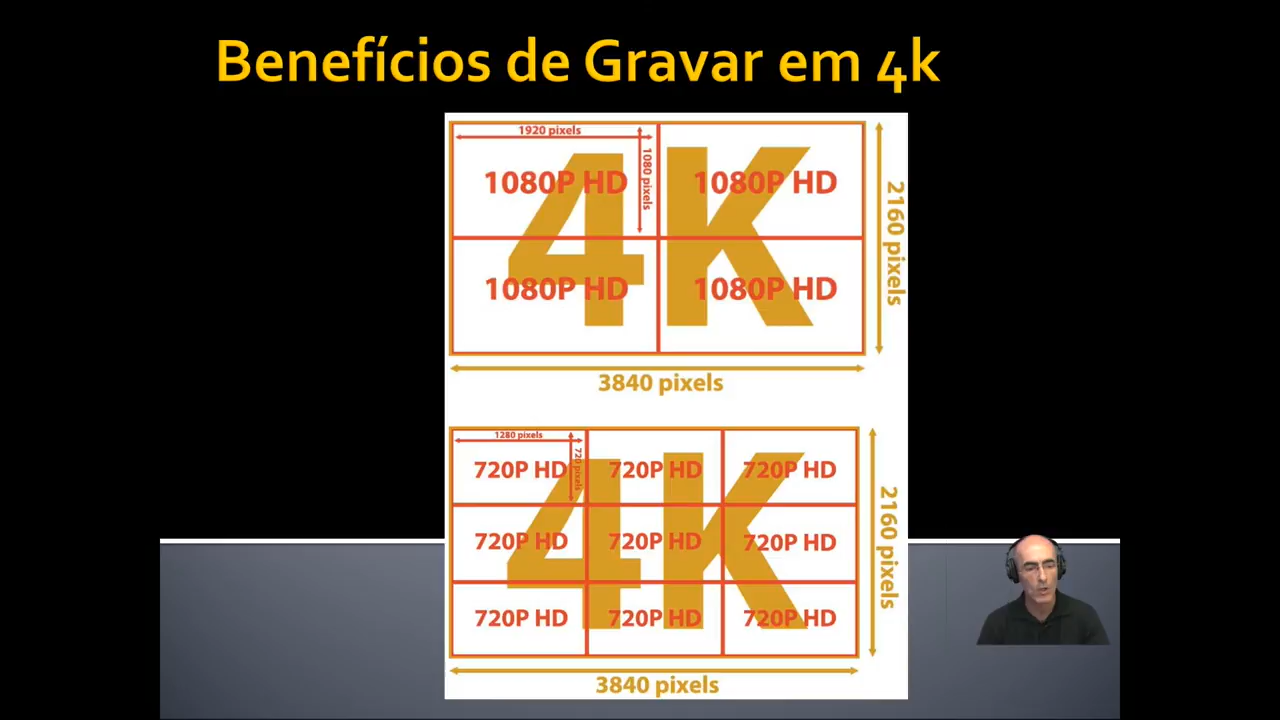 Benefícios de Gravar em 4k
1920 pixels
1080 pixels
1080P HD 1080P HD
1080P HD 1080P HD
4K
2160 pixels
3840 pixels
1280 pixels
720 pixels
720P HD 720P HD 720P HD
720P HD 720P HD 720P HD
720P HD 720P HD 720P HD
4K
2160 pixels
3840 pixels